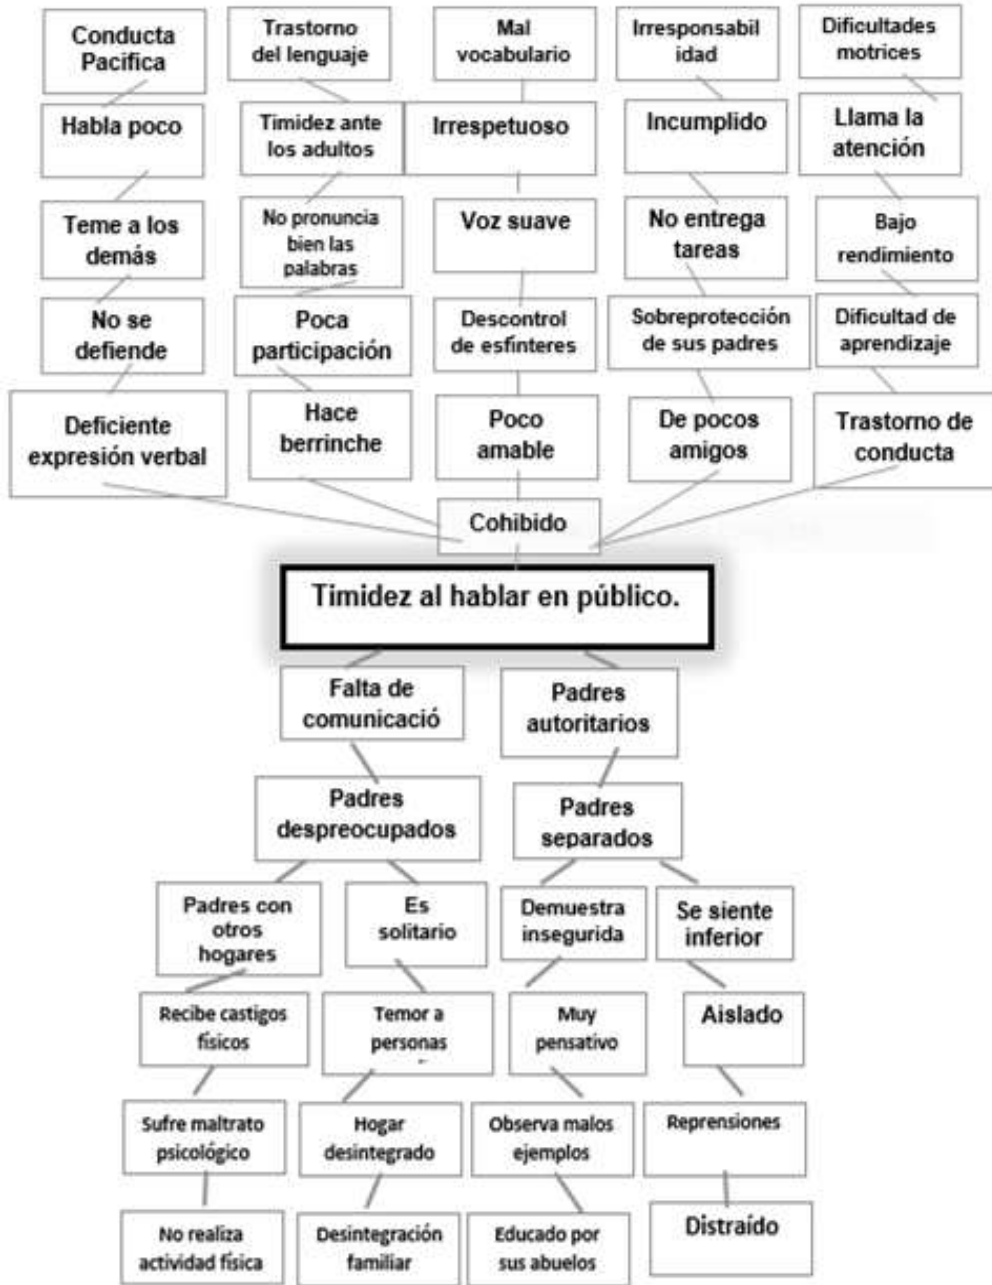 Conducta
Pacifica
Trastorno
del lenguaje
Mal
vocabulario
Irresponsabil
idad
Dificultades
motrices
Habla poco
Timidez ante
los adultos
Irrespetuoso
Incumplido
Llama la
atención
Teme a los
demás
No pronuncia
bien las
palabras
Voz suave
No entrega
tareas
Bajo
rendimiento
No se
defiende
Poca
participación
Descontrol
de esfínteres
Sobreprotección
de sus padres
Dificultad de
aprendizaje
Deficiente
expresión verbal
Hace
berrinche
Poco
amable
De pocos
amigos
Trastorno de
conducta
Cohibido
Timidez al hablar en público.
Falta de
comunicació
Padres
autoritarios
Padres
despreocupados
Padres
separados
Padres con
otros
hogares
Es
solitario
Demuestra
insegurida
Se siente
inferior
Recibe castigos
físicos
Temor a
personas
Muy
pensativo
Aislado
Sufre maltrato
psicológico
Hogar
desintegrado
Observa malos
ejemplos
Reprensiones
No realiza
actividad física
Desintegración
familiar
Educado por
sus abuelos
Distraído